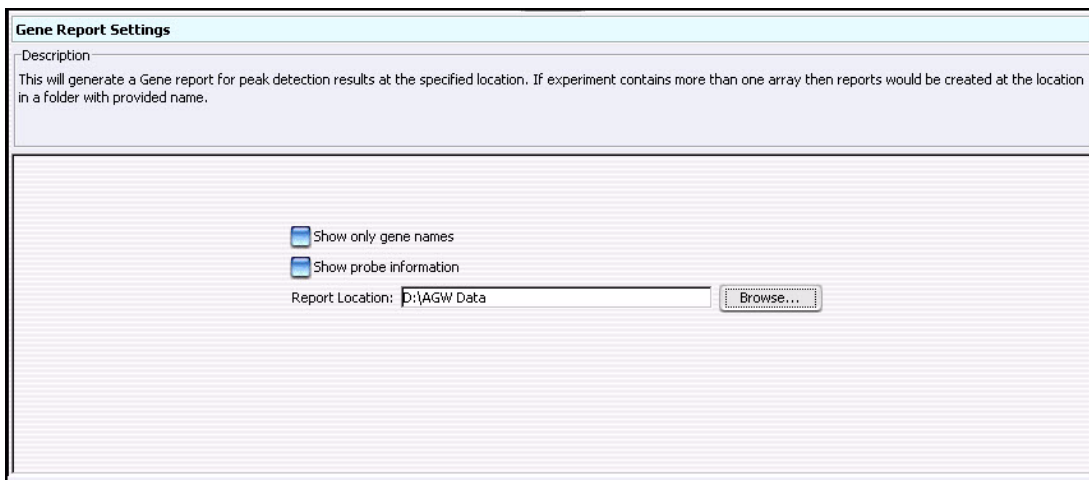 Gene Report Settings
Description
This will generate a Gene report for peak detection results at the specified location. If experiment contains more than one array then reports would be created at the location
in a folder with provided name.
Show only gene names
Show probe information
Report Location: D:\AGW Data Browse...